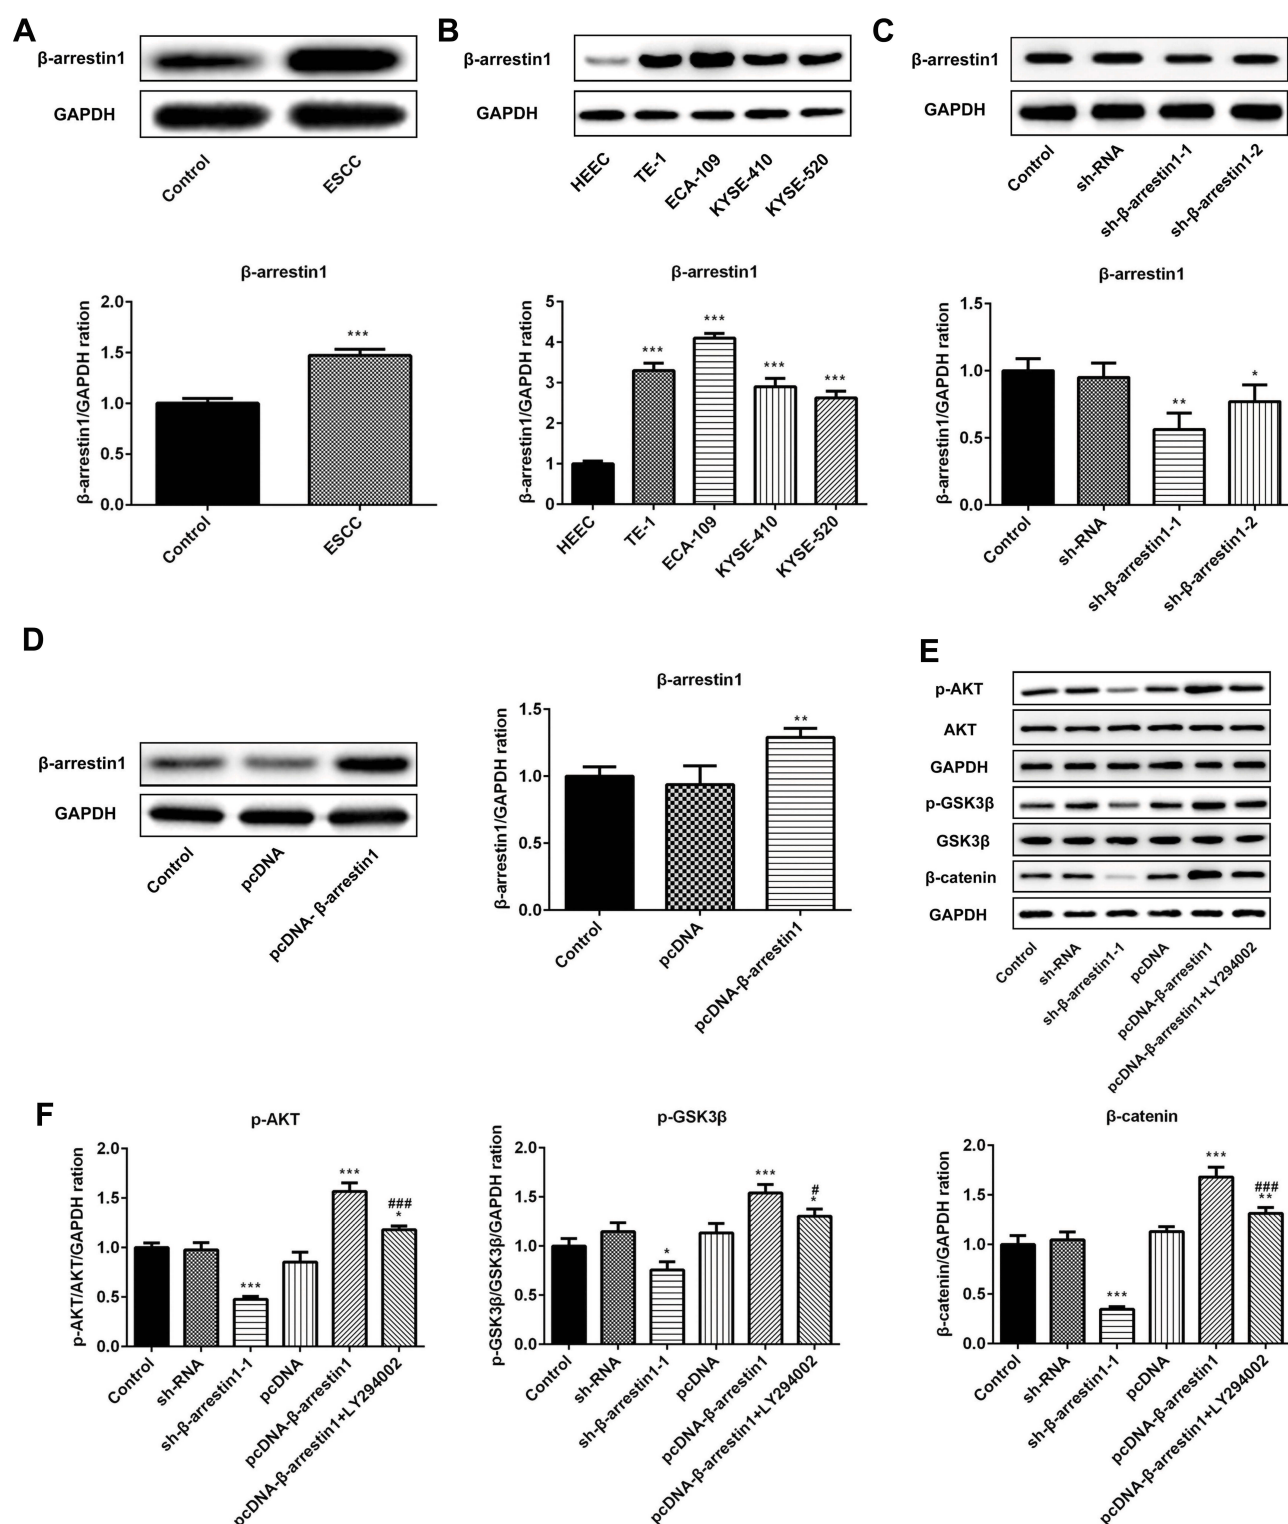 A
β-arrestin1
GAPDH
Control
ESCC
β-arrestin1
β-arrestin1/GAPDH ration
2.0
1.5
1.0
0.5
0.0
***
Control
ESCC
B
β-arrestin1
GAPDH
HEEC
TE-1
ECA-109
KYSE-410
KYSE-520
β-arrestin1
β-arrestin1/GAPDH ration
5
4
3
2
1
0
***
***
***
***
HEEC
TE-1
ECA-109
KYSE-410
KYSE-520
C
β-arrestin1
GAPDH
Control
sh-RNA
sh-β-arrestin1-1
sh-β-arrestin1-2
β-arrestin1
β-arrestin1/GAPDH ration
1.5
1.0
0.5
0.0
**
*
Control
sh-RNA
sh-β-arrestin1-1
sh-β-arrestin1-2
D
β-arrestin1
GAPDH
Control
pcDNA
pcDNA- β-arrestin1
β-arrestin1
β-arrestin1/GAPDH ration
1.5
1.0
0.5
0.0
**
Control
pcDNA
pcDNA-β-arrestin1
E
p-AKT
AKT
GAPDH
p-GSK3β
GSK3β
β-catenin
GAPDH
Control
sh-RNA
sh-β-arrestin1-1
pcDNA
pcDNA-β-arrestin1
pcDNA-β-arrestin1+LY294002
F
p-AKT
p-AKT/AKT/GAPDH ration
2.0
1.5
1.0
0.5
0.0
***
***
###
*
Control
sh-RNA
sh-β-arrestin1-1
pcDNA
pcDNA-β-arrestin1
pcDNA-β-arrestin1+LY294002
p-GSK3β
p-GSK3β/GSK3β/GAPDH ration
2.0
1.5
1.0
0.5
0.0
*
***
#
*
Control
sh-RNA
sh-β-arrestin1-1
pcDNA
pcDNA-β-arrestin1
pcDNA-β-arrestin1+LY294002
β-catenin
β-catenin/GAPDH ration
2.0
1.5
1.0
0.5
0.0
***
***
###
**
Control
sh-RNA
sh-β-arrestin1-1
pcDNA
pcDNA-β-arrestin1
pcDNA-β-arrestin1+LY294002